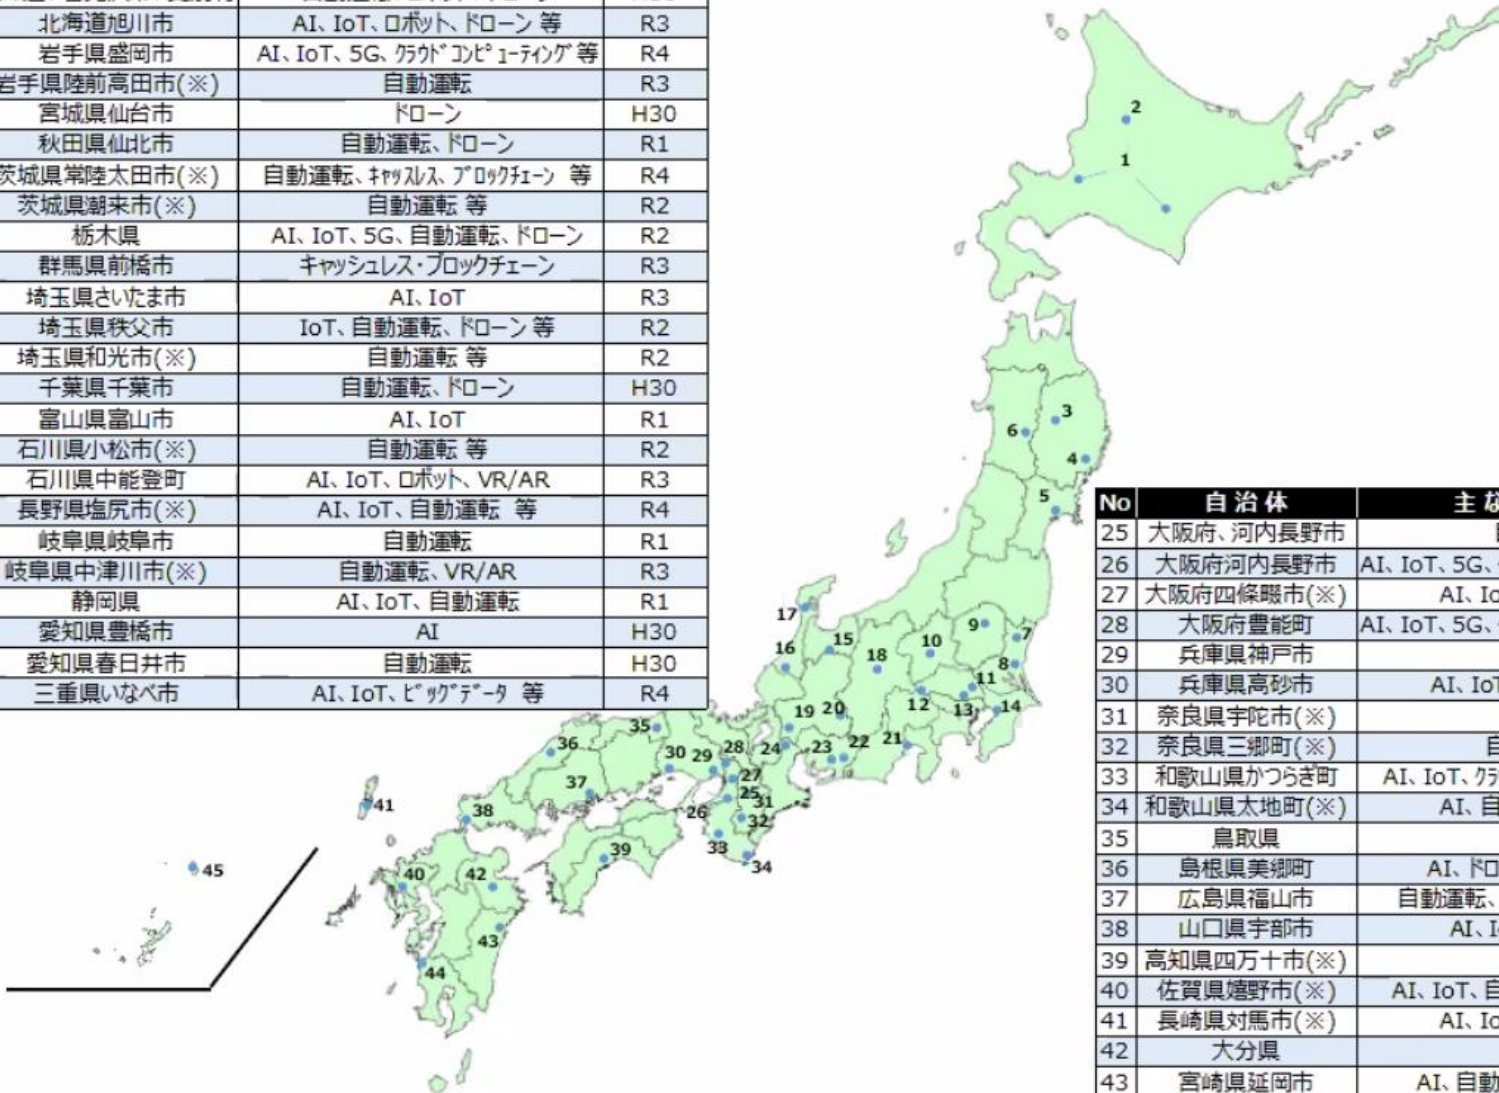 北海道旭川市 AI、IoT、ロボット、ドローン 等 R3
岩手県盛岡市 AI、IoT、5G、クラウドコンピューティング 等 R4
岩手県陸前高田市(※) 自動運転 R3
宮城県仙台市 ドローン H30
秋田県仙北市 自動運転、ドローン R1
茨城県常陸太田市(※) 自動運転、キャッスレス、ブロックチェーン 等 R4
茨城県潮来市(※) 自動運転 等 R2
栃木県 AI、IoT、5G、自動運転、ドローン R2
群馬県前橋市 キャッシュレス・ブロックチェーン R3
埼玉県さいたま市 AI、IoT R3
埼玉県秩父市 IoT、自動運転、ドローン 等 R2
埼玉県和光市(※) 自動運転 等 R2
千葉県千葉市 自動運転、ドローン H30
富山県富山市 AI、IoT R1
石川県小松市(※) 自動運転 等 R2
石川県中能登町 AI、IoT、ロボット、VR/AR R3
長野県塩尻市(※) AI、IoT、自動運転 等 R4
岐阜県岐阜市 自動運転 R1
岐阜県中津川市(※) 自動運転、VR/AR R3
静岡県 AI、IoT、自動運転 R1
愛知県豊橋市 AI H30
愛知県春日井市 自動運転 H30
三重県いなべ市 AI、IoT、ビッグデータ 等 R4
2
1
3
6
4
5
17
9
7
15
10
16
18
8
11
12
13
14
19
20
35
36
30
29
28
24
23
22
21
27
37
25
31
41
38
26
32
33
39
34
45
40
42
43
44
No 自治体 主な
25 大阪府、河内長野市
26 大阪府河内長野市 AI、IoT、5G、
27 大阪府四條畷市(※) AI、Io
28 大阪府豊能町 AI、IoT、5G、
29 兵庫県神戸市
30 兵庫県高砂市 AI、IoT
31 奈良県宇陀市(※)
32 奈良県三郷町(※) 自
33 和歌山県かつらぎ町 AI、IoT、クラ
34 和歌山県太地町(※) AI、自
35 鳥取県
36 島根県美郷町 AI、ドロ
37 広島県福山市 自動運転、
38 山口県宇部市 AI、I
39 高知県四万十市(※)
40 佐賀県嬉野市(※) AI、IoT、自
41 長崎県対馬市(※) AI、Io
42 大分県
43 宮崎県延岡市 AI、自動